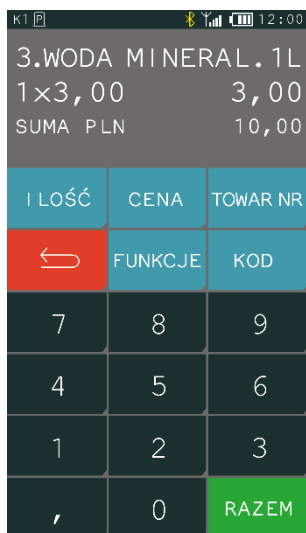 K1 P 12:00
3.WODA MINERAL.1L
1×3,00 3,00
SUMA PLN 10,00
ILOŚĆ CENA TOWAR NR
FUNKCJE KOD
7 8 9
4 5 6
1 2 3
, 0 RAZEM